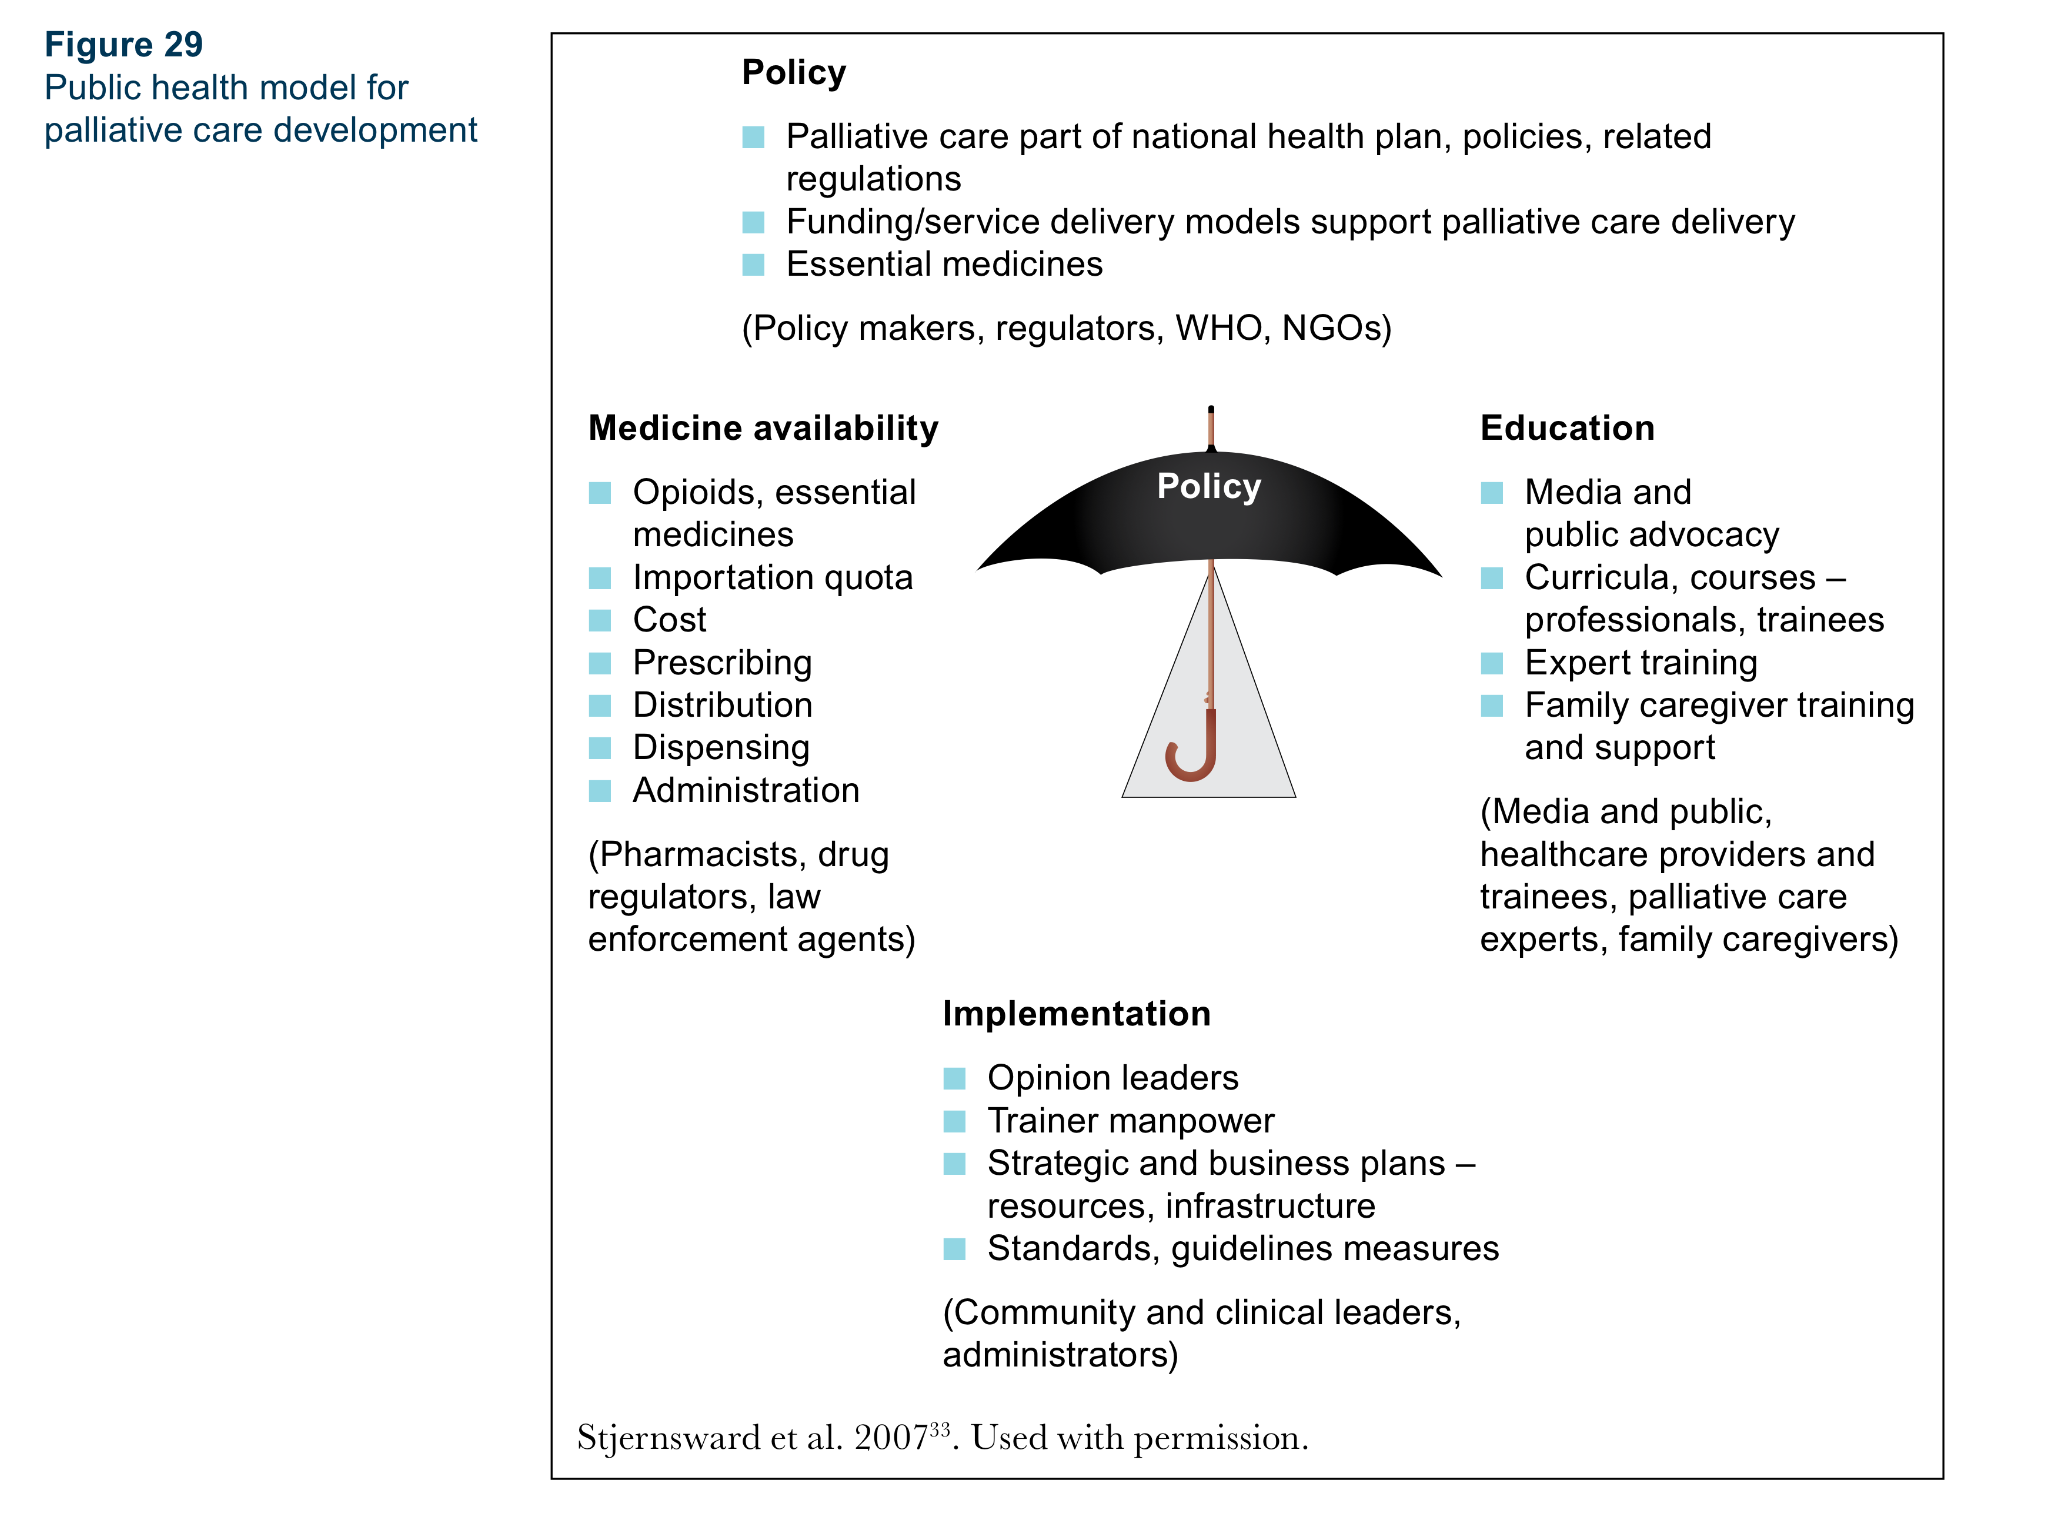 Figure 29
Public health model for
palliative care development
Policy
Palliative care part of national health plan, policies, related
regulations
Funding/service delivery models support palliative care delivery
Essential medicines
(Policy makers, regulators, WHO, NGOs)
Medicine availability
Opioids, essential
medicines
Importation quota
Cost
Prescribing
Distribution
Dispensing
Administration
(Pharmacists, drug
regulators, law
enforcement agents)
Policy
Education
Media and
public advocacy
Curricula, courses –
professionals, trainees
Expert training
Family caregiver training
and support
(Media and public,
healthcare providers and
trainees, palliative care
experts, family caregivers)
Implementation
Opinion leaders
Trainer manpower
Strategic and business plans –
resources, infrastructure
Standards, guidelines measures
(Community and clinical leaders,
administrators)
Stjernsward et al. 2007³³. Used with permission.